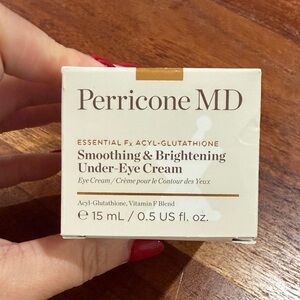 Perricone MD
ESSENTIAL Fx ACYL-GLUTATHIONE
Smoothing & Brightening
Under-Eye Cream
Eye Cream / Crème pour le Contour des Yeux
Acyl-Glutathione, Vitamin F Blend
℮ 15 mL / 0.5 US fl. oz.